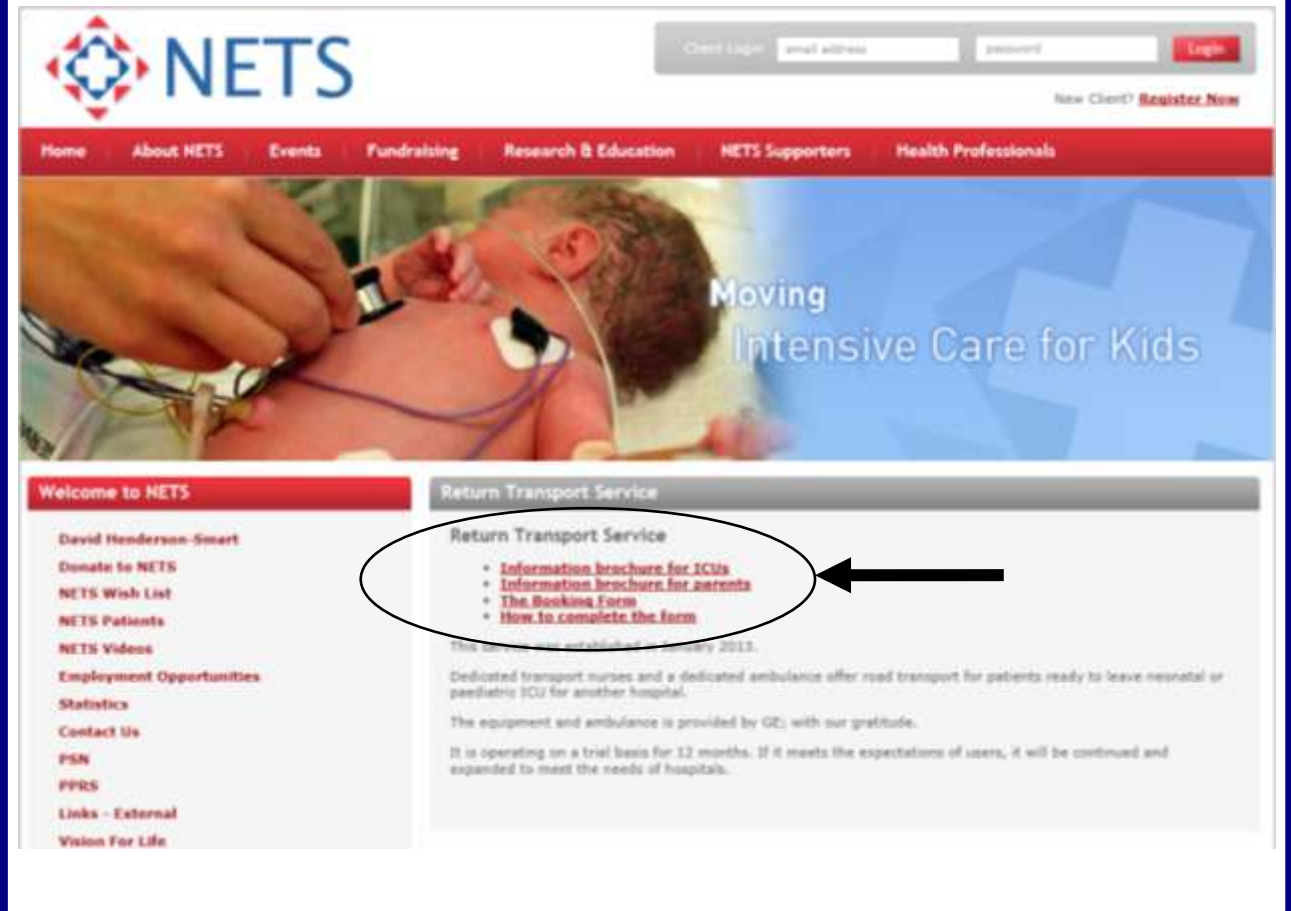 NETS
Client Login email address password Login
New Client? Register Now
Home About NETS Events Fundraising Research & Education NETS Supporters Health Professionals
Moving
Intensive Care for Kids
Welcome to NETS
David Henderson-Smart
Donate to NETS
NETS Wish List
NETS Patients
NETS Videos
Employment Opportunities
Statistics
Contact Us
PSN
PPRS
Links - External
Vision For Life
Return Transport Service
Return Transport Service
Information brochure for ICUs
Information brochure for parents
The Booking Form
How to complete the form
This service was established in January 2013.
Dedicated transport nurses and a dedicated ambulance offer road transport for patients ready to leave neonatal or
paediatric ICU for another hospital.
The equipment and ambulance is provided by GE; with our gratitude.
It is operating on a trial basis for 12 months. If it meets the expectations of users, it will be continued and
expanded to meet the needs of hospitals.